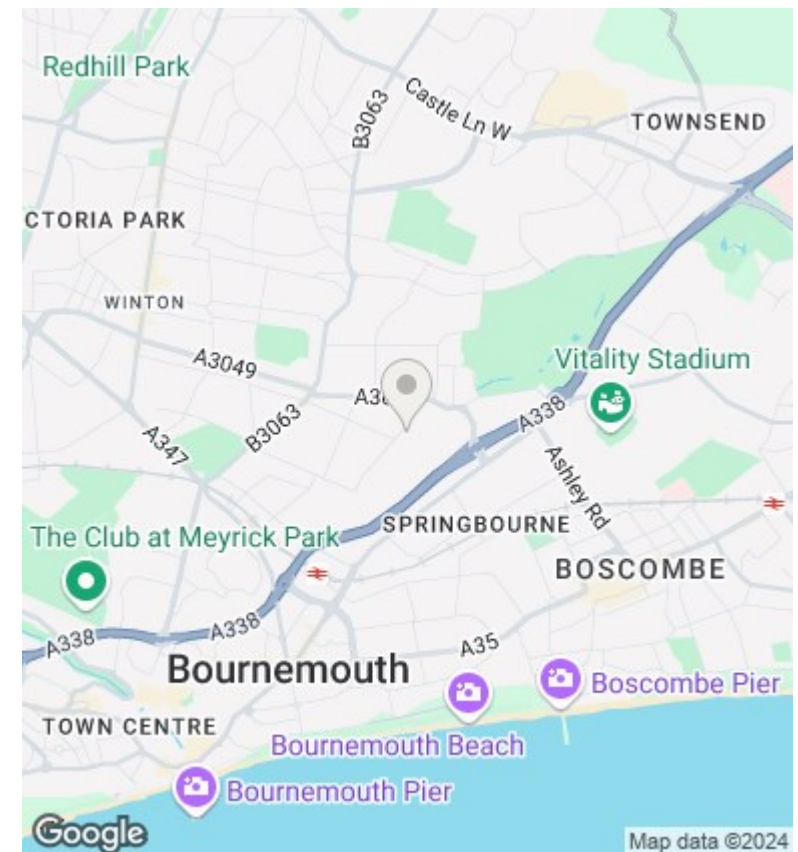 Redhill Park
B3063
Castle Ln W
TOWNSEND
CTORIA PARK
WINTON
A3049
Vitality Stadium
B3063
A338
A347
Ashley Rd
SPRINGBOURNE
The Club at Meyrick Park
BOSCOMBE
A338
A338
A35
Bournemouth
Boscombe Pier
TOWN CENTRE
Bournemouth Beach
Bournemouth Pier
Google
Map data ©2024